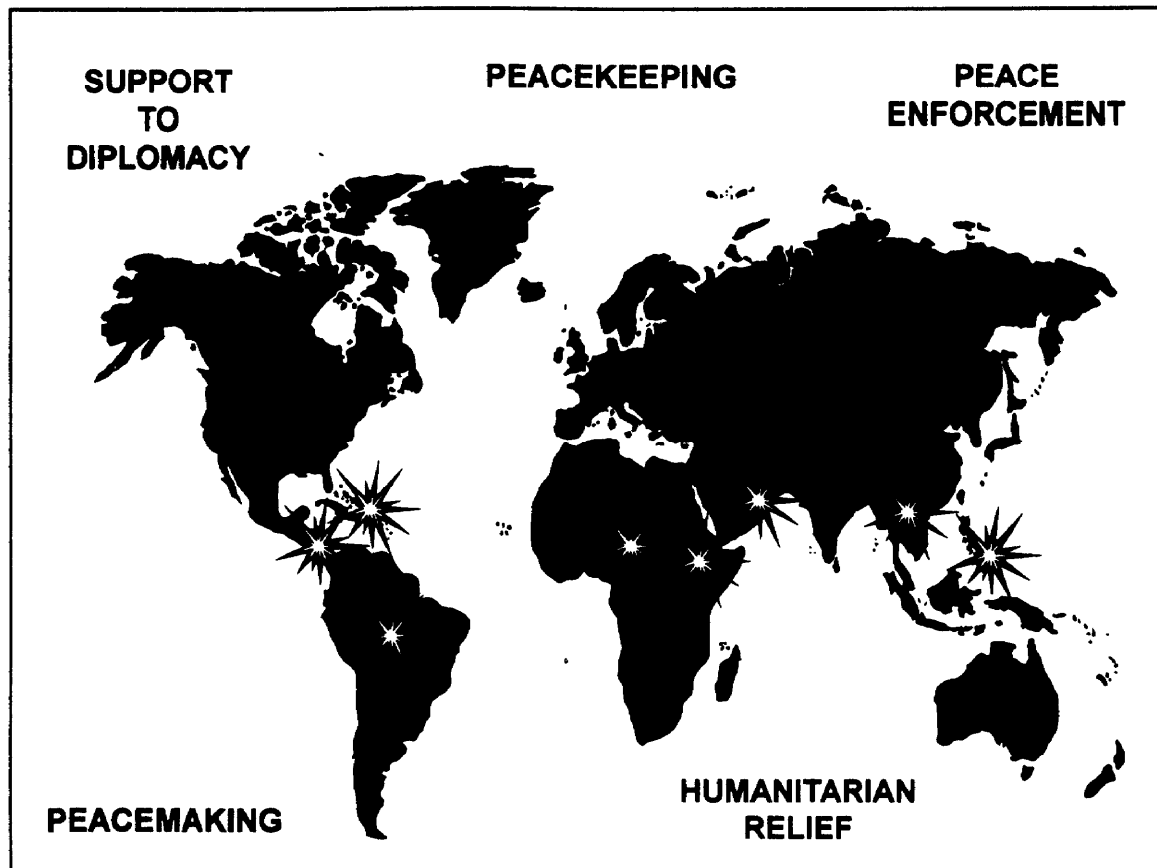 SUPPORT
TO
DIPLOMACY
PEACEKEEPING
PEACE
ENFORCEMENT
PEACEMAKING
HUMANITARIAN
RELIEF